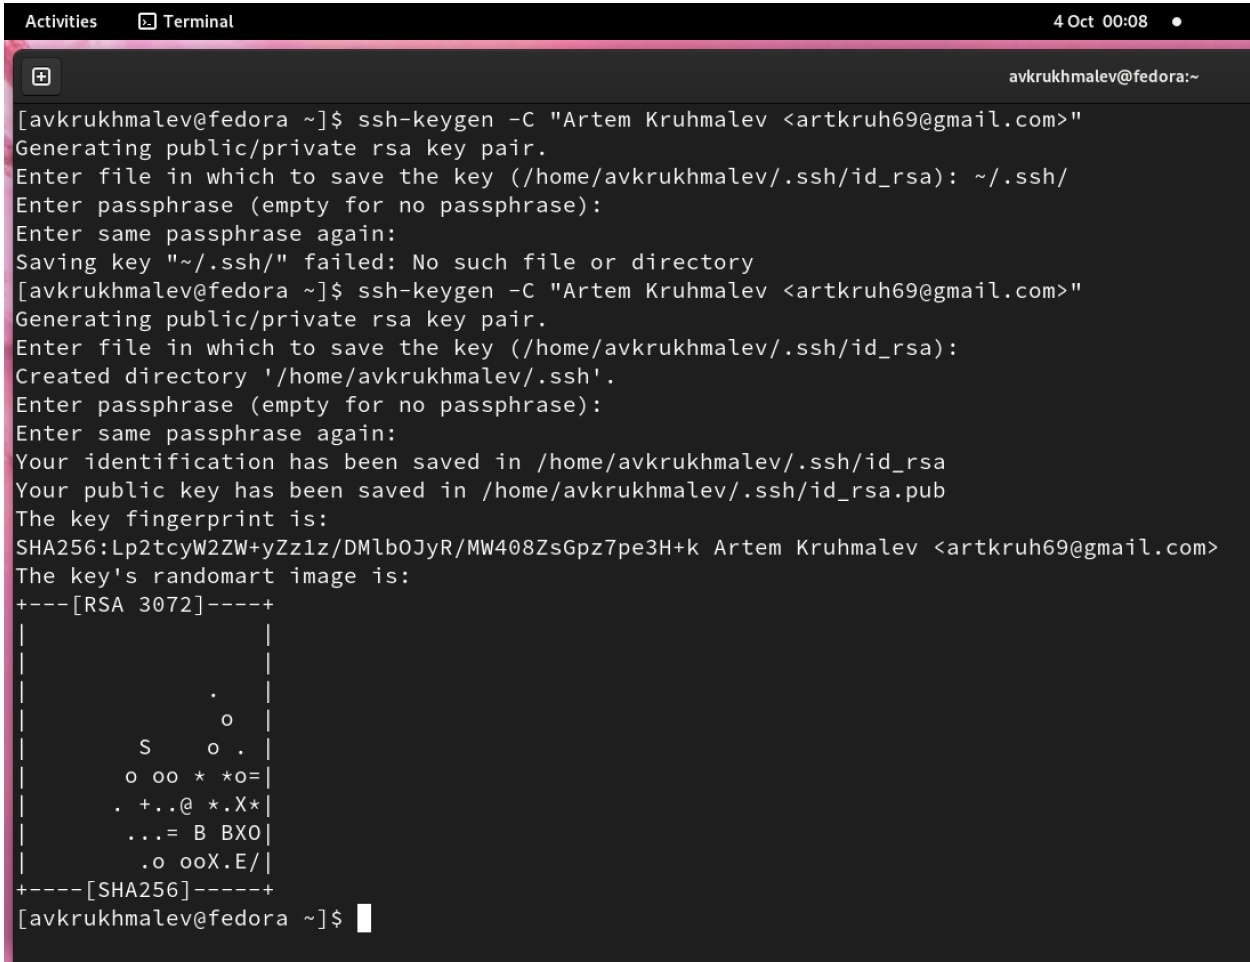 Activities Terminal 4 Oct 00:08
avkrukhmalev@fedora:~
[avkrukhmalev@fedora ~]$ ssh-keygen -C "Artem Kruhmalev <artkruh69@gmail.com>"
Generating public/private rsa key pair.
Enter file in which to save the key (/home/avkrukhmalev/.ssh/id_rsa): ~/.ssh/
Enter passphrase (empty for no passphrase):
Enter same passphrase again:
Saving key "~/.ssh/" failed: No such file or directory
[avkrukhmalev@fedora ~]$ ssh-keygen -C "Artem Kruhmalev <artkruh69@gmail.com>"
Generating public/private rsa key pair.
Enter file in which to save the key (/home/avkrukhmalev/.ssh/id_rsa):
Created directory '/home/avkrukhmalev/.ssh'.
Enter passphrase (empty for no passphrase):
Enter same passphrase again:
Your identification has been saved in /home/avkrukhmalev/.ssh/id_rsa
Your public key has been saved in /home/avkrukhmalev/.ssh/id_rsa.pub
The key fingerprint is:
SHA256:Lp2tcyW2ZW+yZz1z/DMlbOJyR/MW408ZsGpz7pe3H+k Artem Kruhmalev <artkruh69@gmail.com>
The key's randomart image is:
+---[RSA 3072]----+
|                 |
|                 |
|             .   |
|              o  |
|        S    o . |
|       o oo * *o=|
|      . +..@ *.X*|
|       ...= B BXO|
|        .o ooX.E/|
+----[SHA256]-----+
[avkrukhmalev@fedora ~]$